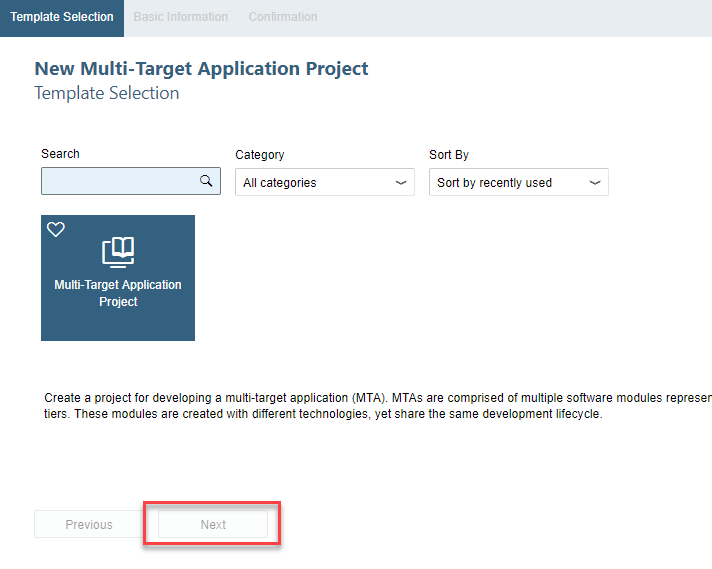 Template Selection Basic Information Confirmation
New Multi-Target Application Project
Template Selection
Search Category Sort By
All categories Sort by recently used
Multi-Target Application
Project
Create a project for developing a multi-target application (MTA). MTAs are comprised of multiple software modules represen
tiers. These modules are created with different technologies, yet share the same development lifecycle.
Previous Next